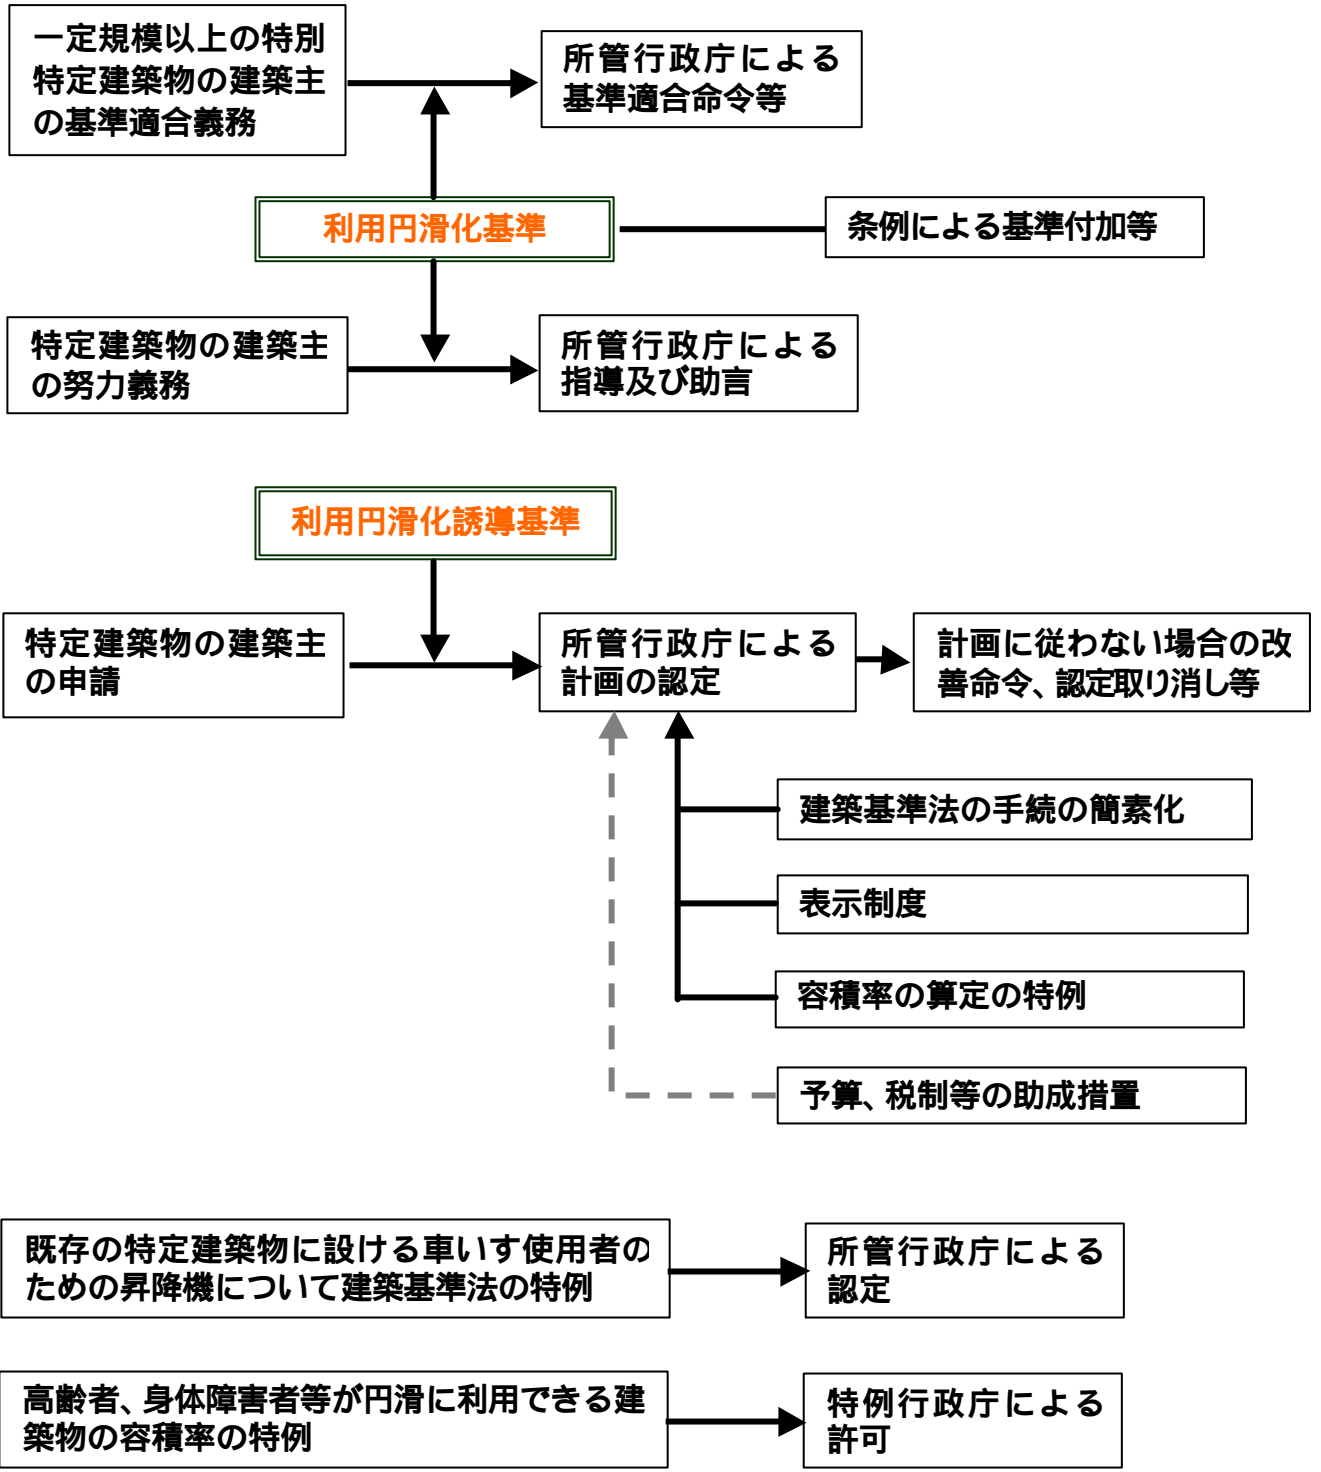 一定規模以上の特別
特定建築物の建築主
の基準適合義務
所管行政庁による
基準適合命令等
利用円滑化基準
条例による基準付加等
特定建築物の建築主
の努力義務
所管行政庁による
指導及び助言
利用円滑化誘導基準
特定建築物の建築主
の申請
所管行政庁による
計画の認定
計画に従わない場合の改
善命令、認定取り消し等
建築基準法の手続の簡素化
表示制度
容積率の算定の特例
予算、税制等の助成措置
既存の特定建築物に設ける車いす使用者の
ための昇降機について建築基準法の特例
所管行政庁による
認定
高齢者、身体障害者等が円滑に利用できる建
築物の容積率の特例
特例行政庁による
許可